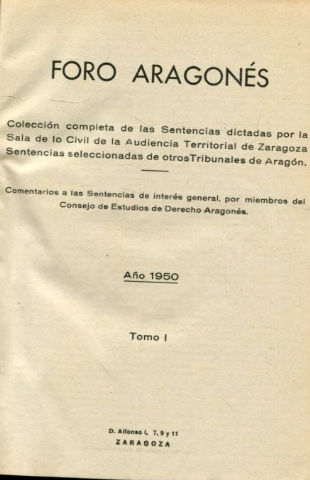 FORO ARAGONÉS
Colección completa de las Sentencias dictadas por la
Sala de lo Civil de la Audiencia Territorial de Zaragoza
Sentencias seleccionadas de otros Tribunales de Aragón.
Comentarios a las Sentencias de interés general, por miembros del
Consejo de Estudios de Derecho Aragonés.
Año 1950
Tomo I
D. Alfonso I, 7, 9 y 11
ZARAGOZA